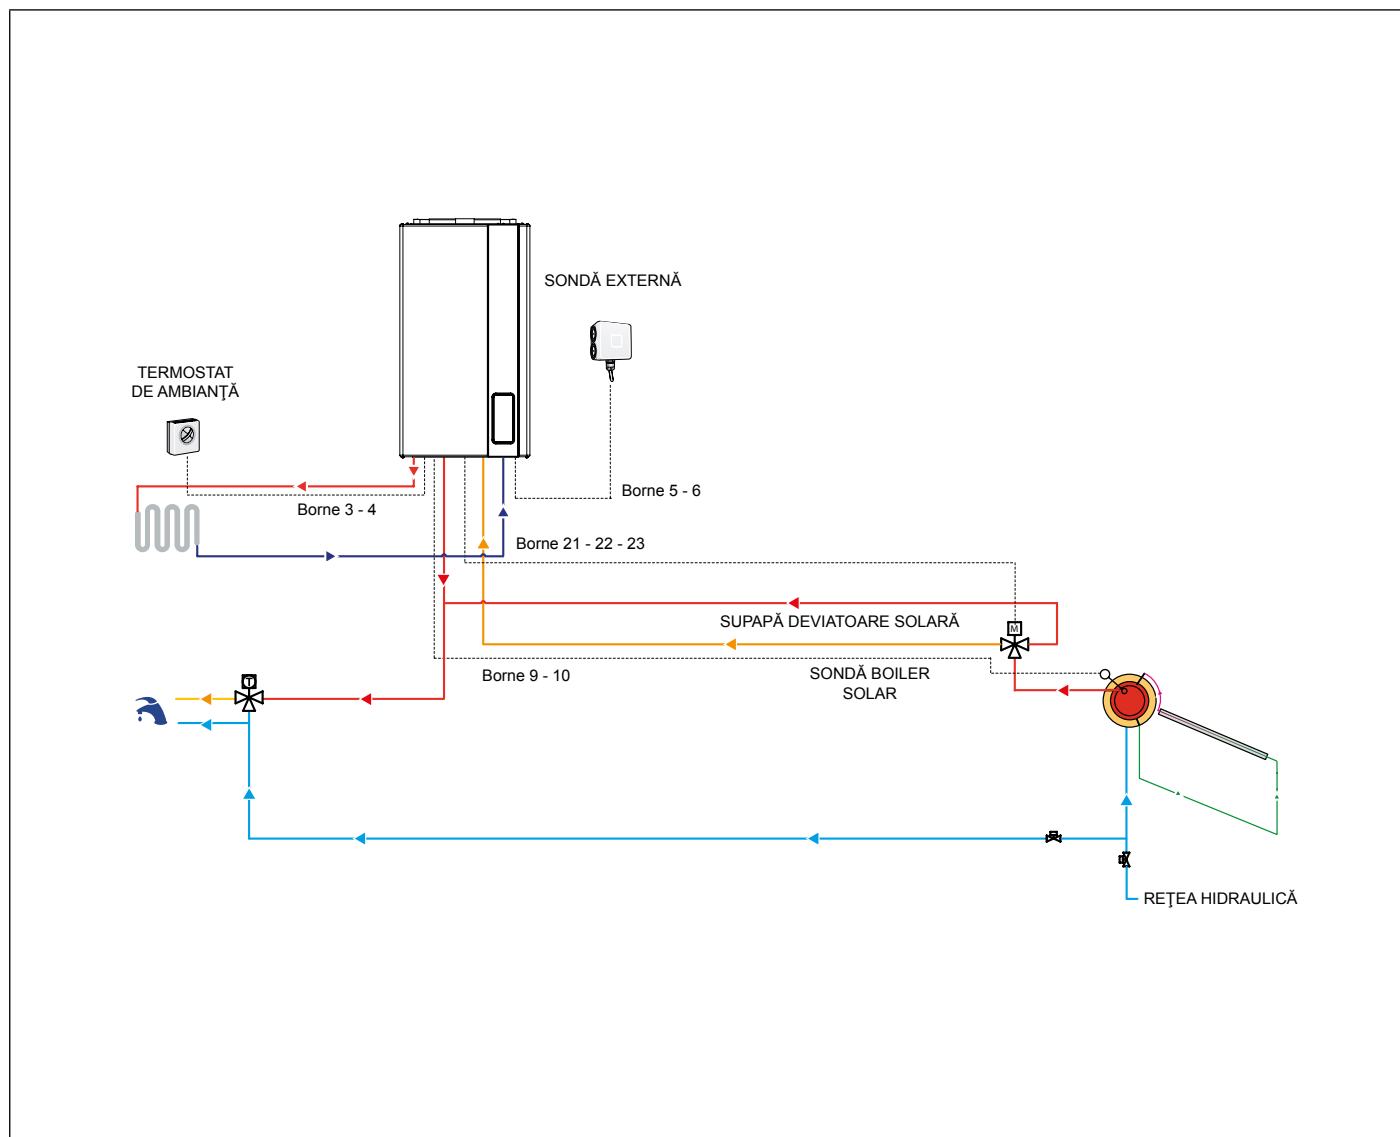 SONDĂ EXTERNĂ
TERMOSTAT
DE AMBIANŢĂ
Borne 5 - 6
Borne 3 - 4
Borne 21 - 22 - 23
SUPAPĂ DEVIATOARE SOLARĂ
M
Borne 9 - 10
SONDĂ BOILER
SOLAR
T
REŢEA HIDRAULICĂ